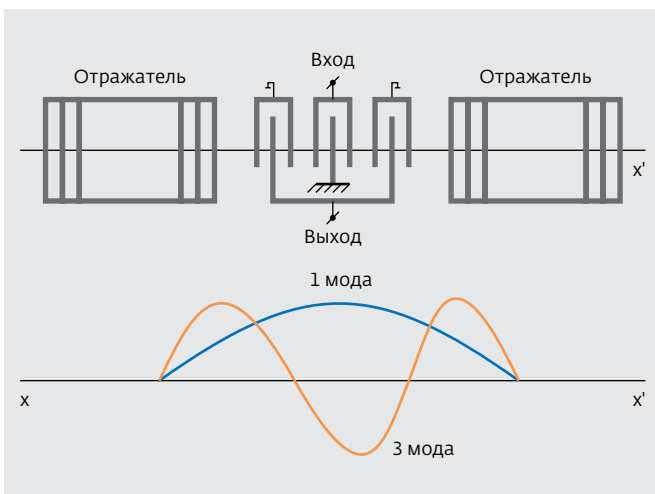 Вход
Отражатель
Отражатель
x'
Выход
1 мода
x
x'
3 мода